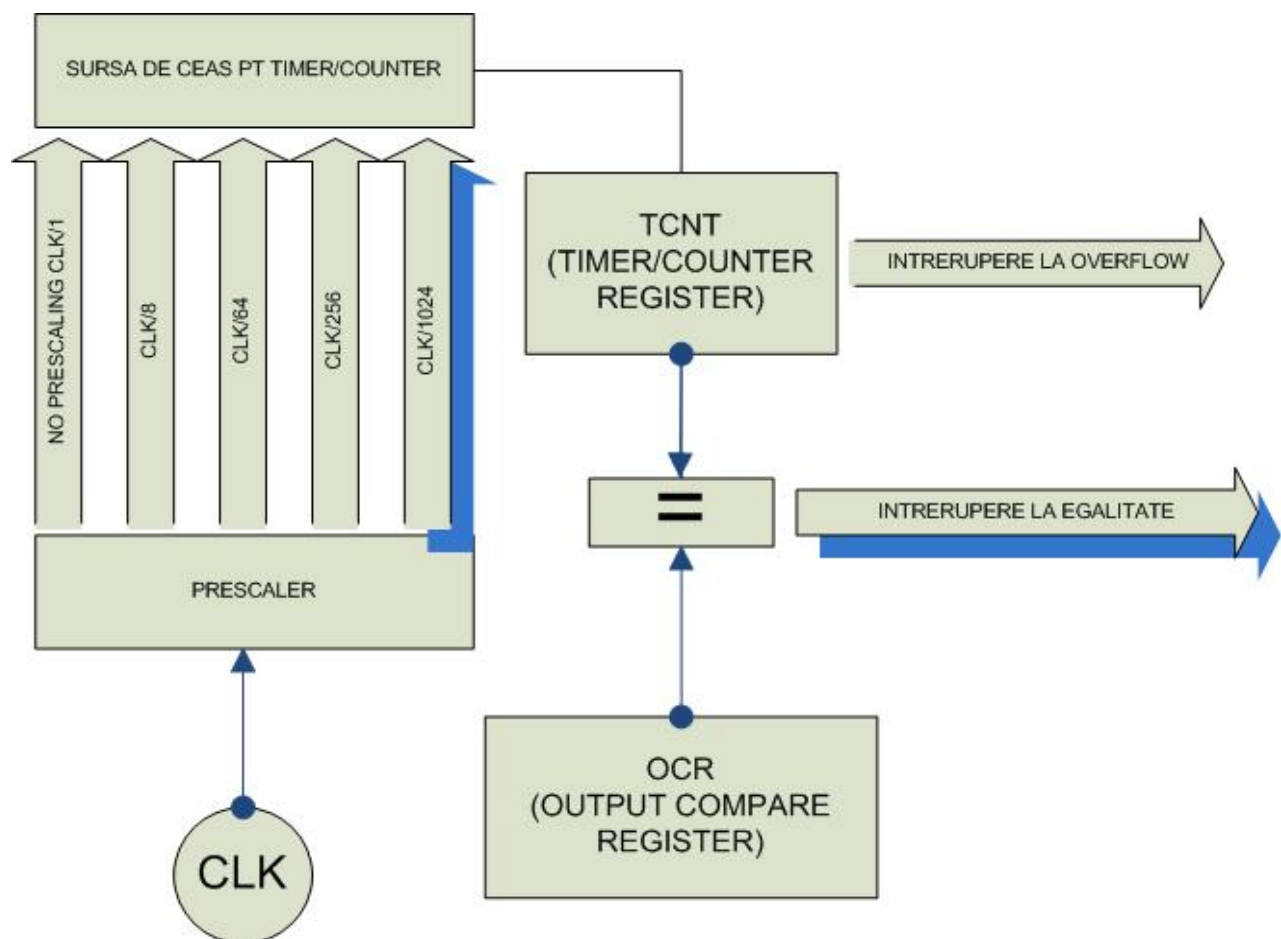 SURSA DE CEAS PT TIMER/COUNTER
NO PRESCALING CLK/1
CLK/8
CLK/64
CLK/256
CLK/1024
TCNT
(TIMER/COUNTER
REGISTER)
INTRERUPERE LA OVERFLOW
=
INTRERUPERE LA EGALITATE
PRESCALER
OCR
(OUTPUT COMPARE
REGISTER)
CLK